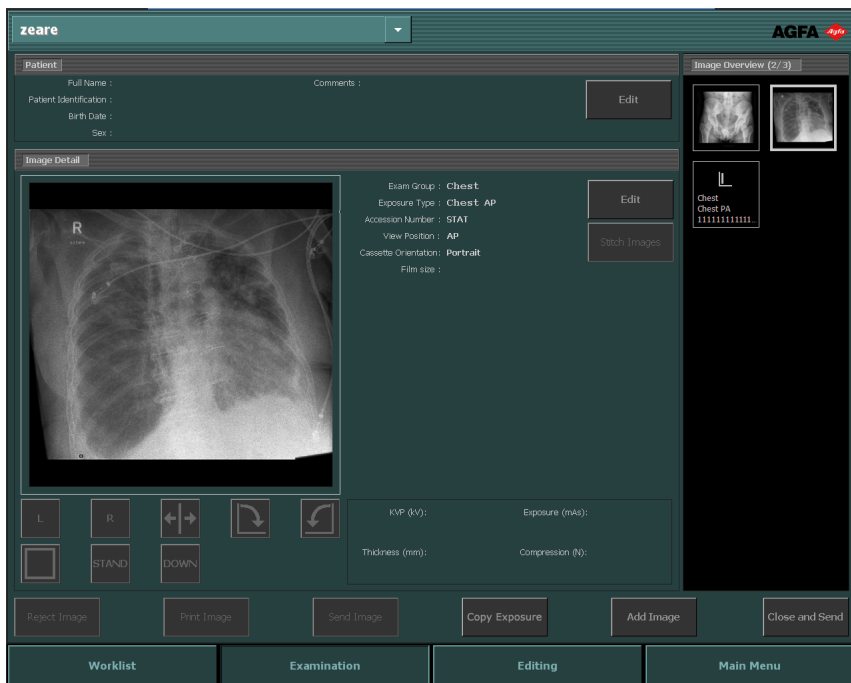 zeare
AGFA Agfa
Patient
Full Name :
Comments :
Patient Identification :
Birth Date :
Sex :
Edit
Image Overview (2/3)
L
Chest
Chest PA
111111111111...
Image Detail
R
Exam Group : Chest
Exposure Type : Chest AP
Accession Number : STAT
View Position : AP
Cassette Orientation: Portrait
Film size :
Edit
Stitch Images
L
R
STAND
DOWN
KVP (kV):
Exposure (mAs):
Thickness (mm):
Compression (N):
Reject Image
Print Image
Send Image
Copy Exposure
Add Image
Close and Send
Worklist
Examination
Editing
Main Menu